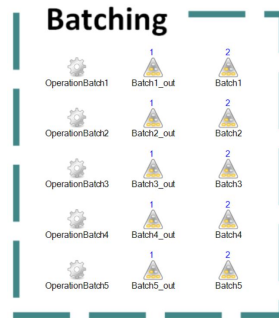 Batching
1 2
OperationBatch1 Batch1_out Batch1
1 2
OperationBatch2 Batch2_out Batch2
1 2
OperationBatch3 Batch3_out Batch3
1 2
OperationBatch4 Batch4_out Batch4
1 2
OperationBatch5 Batch5_out Batch5